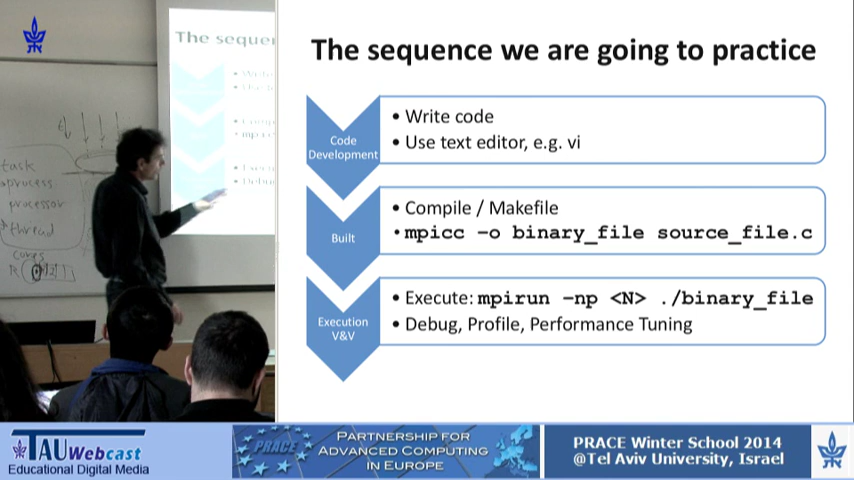 The sequence we are going to practice
Code
Development
• Write code
• Use text editor, e.g. vi
Built
• Compile / Makefile
• mpicc -o binary_file source_file.c
Execution
V&V
• Execute: mpirun -np <N> ./binary_file
• Debug, Profile, Performance Tuning
The sequen
task
process
processor
thread
cores
TAU Webcast
Educational Digital Media
PRACE
PARTNERSHIP FOR
ADVANCED COMPUTING
IN EUROPE
PRACE Winter School 2014
@Tel Aviv University, Israel